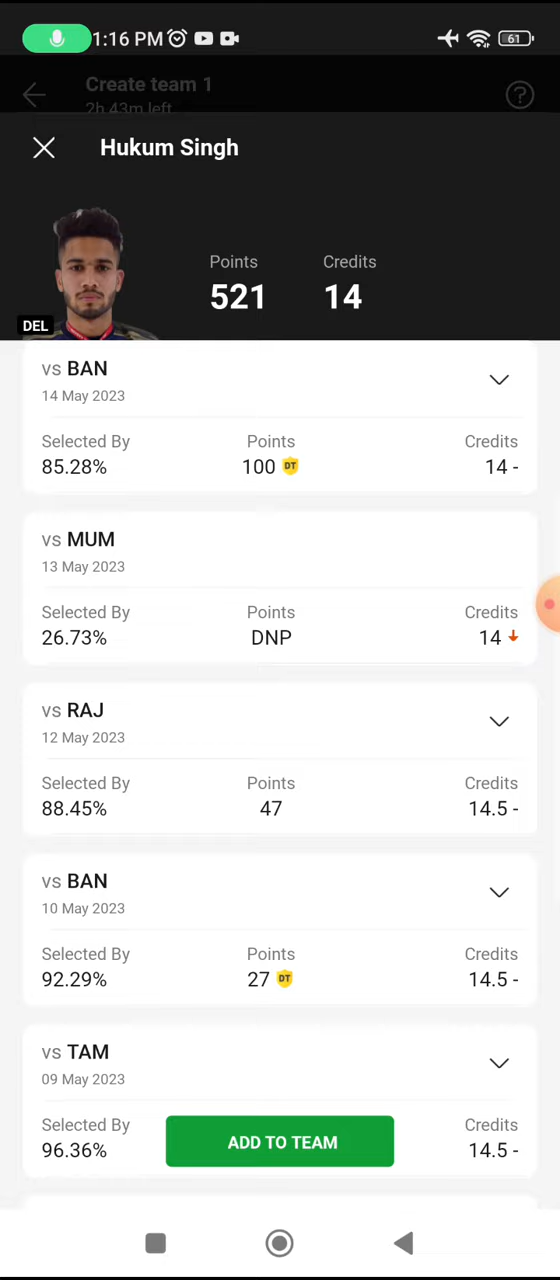 1:16 PM
61
Create team 1
2h 43m left
?
Hukum Singh
Points
Credits
521
14
DEL
vs BAN
14 May 2023
Selected By
Points
Credits
85.28%
100 DT
14 -
vs MUM
13 May 2023
Selected By
Points
Credits
26.73%
DNP
14
vs RAJ
12 May 2023
Selected By
Points
Credits
88.45%
47
14.5 -
vs BAN
10 May 2023
Selected By
Points
Credits
92.29%
27 DT
14.5 -
vs TAM
09 May 2023
Selected By
Credits
96.36%
ADD TO TEAM
14.5 -